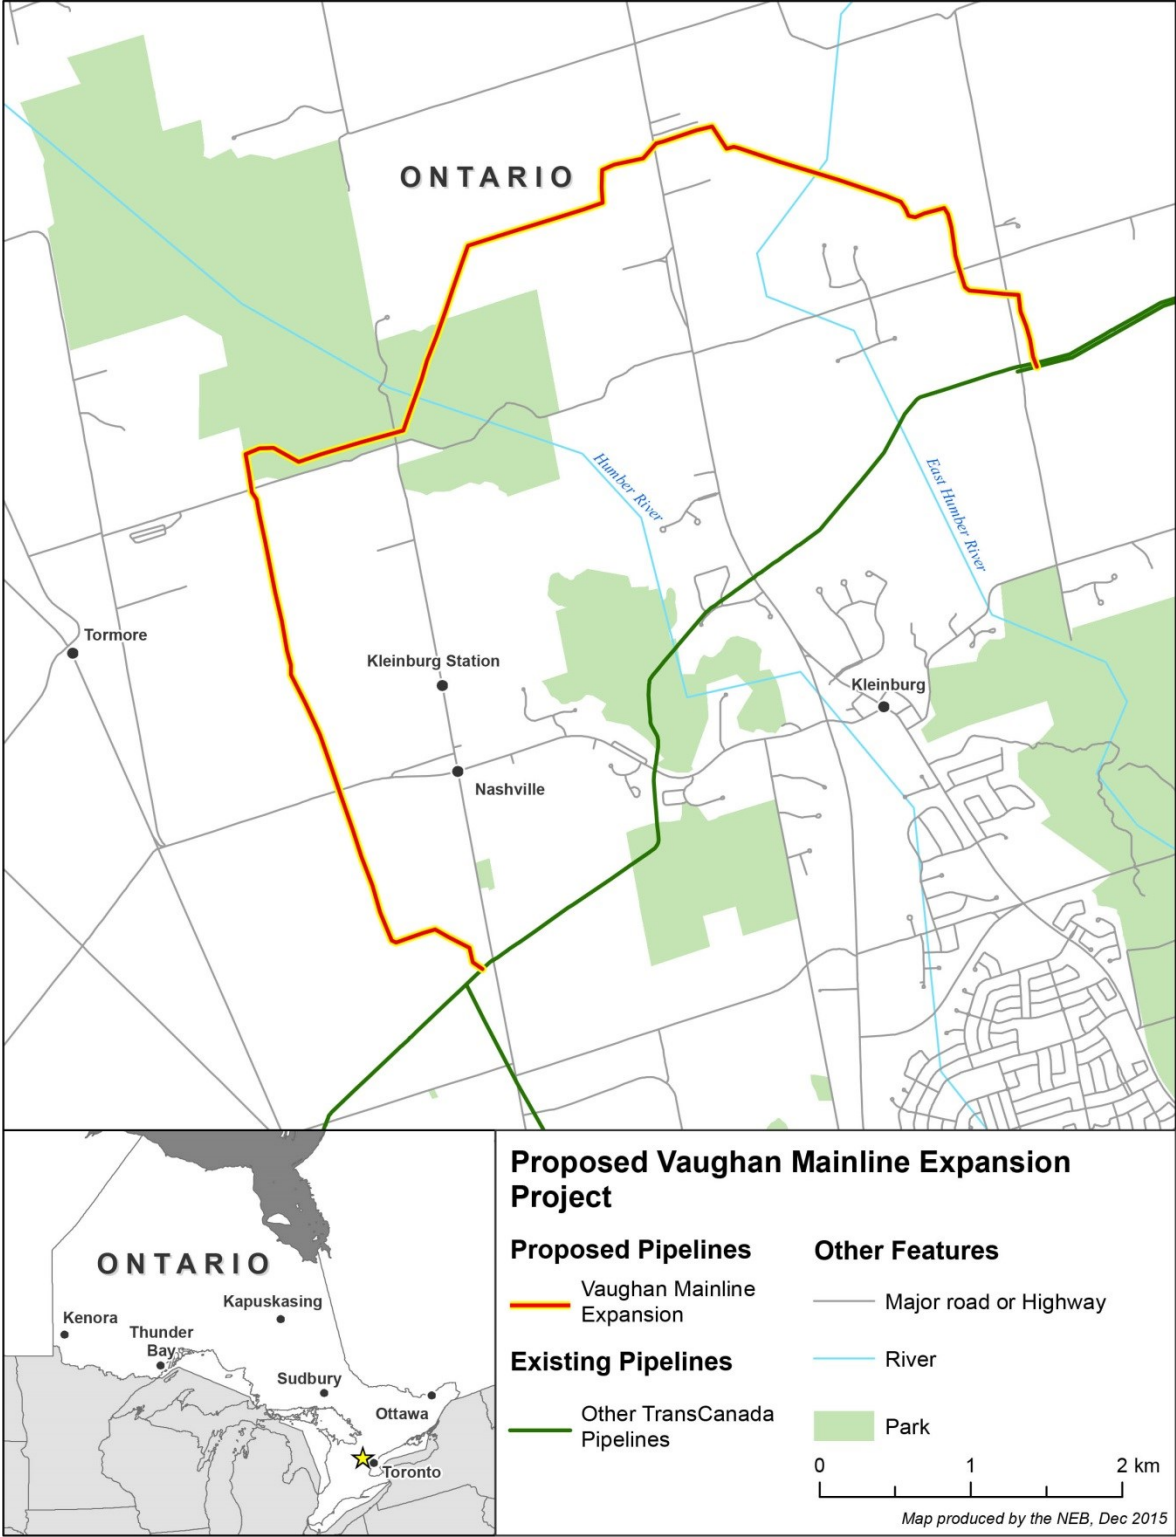 ONTARIO
Humber River
East Humber River
Tormore
Kleinburg Station
Kleinburg
Nashville
ONTARIO
Kapuskasing
Kenora
Thunder
Bay
Sudbury
Ottawa
Toronto
Proposed Vaughan Mainline Expansion
Project
Proposed Pipelines
Vaughan Mainline
Expansion
Existing Pipelines
Other TransCanada
Pipelines
Other Features
Major road or Highway
River
Park
0 1 2 km
Map produced by the NEB, Dec 2015